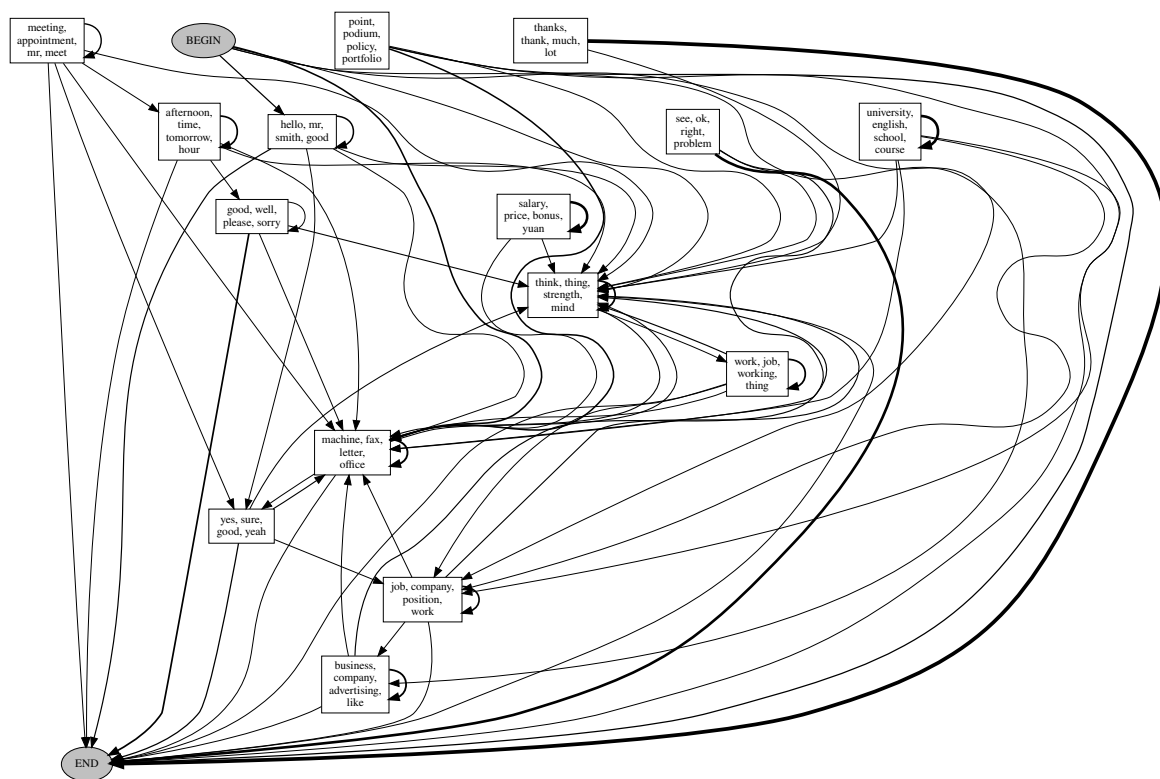 meeting,
appointment,
mr, meet
BEGIN
point,
podium,
policy,
portfolio
thanks,
thank, much,
lot
afternoon,
time,
tomorrow,
hour
hello, mr,
smith, good
see, ok,
right,
problem
university,
english,
school,
course
good, well,
please, sorry
salary,
price, bonus,
yuan
think, thing,
strength,
mind
work, job,
working,
thing
machine, fax,
letter,
office
yes, sure,
good, yeah
job, company,
position,
work
business,
company,
advertising,
like
END